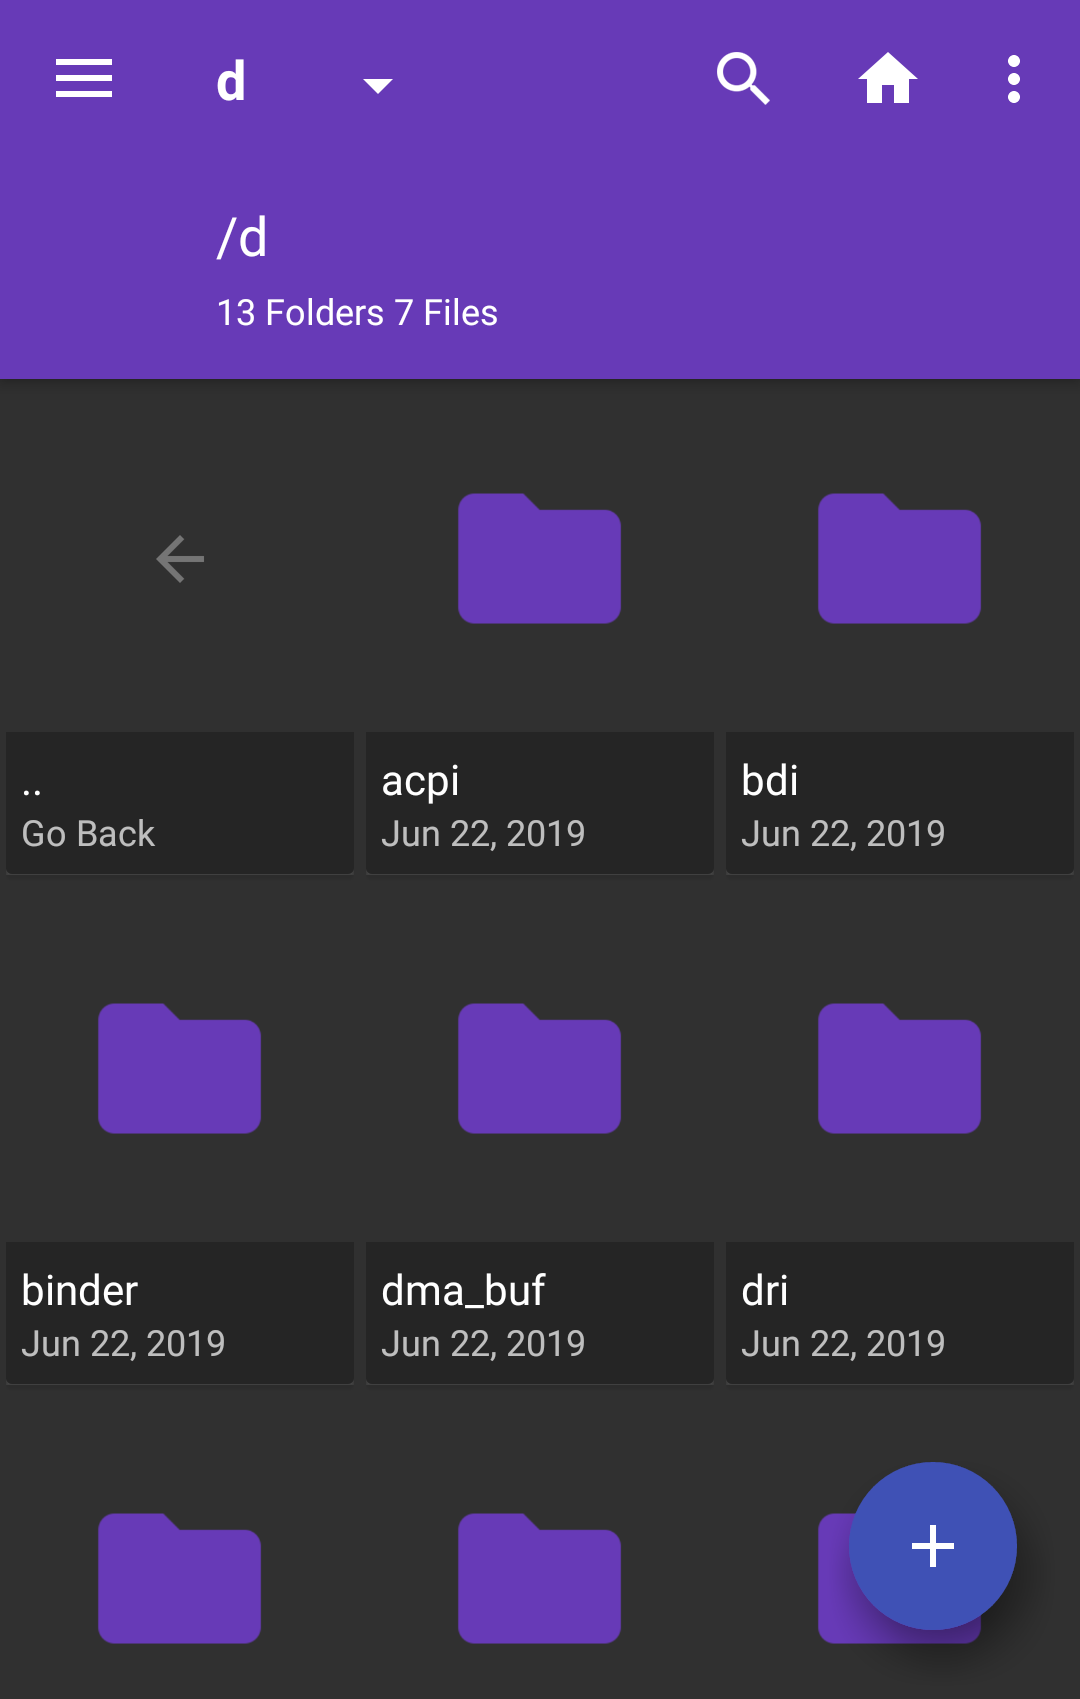 d
/d
13 Folders 7 Files
..
Go Back
acpi
Jun 22, 2019
bdi
Jun 22, 2019
binder
Jun 22, 2019
dma_buf
Jun 22, 2019
dri
Jun 22, 2019